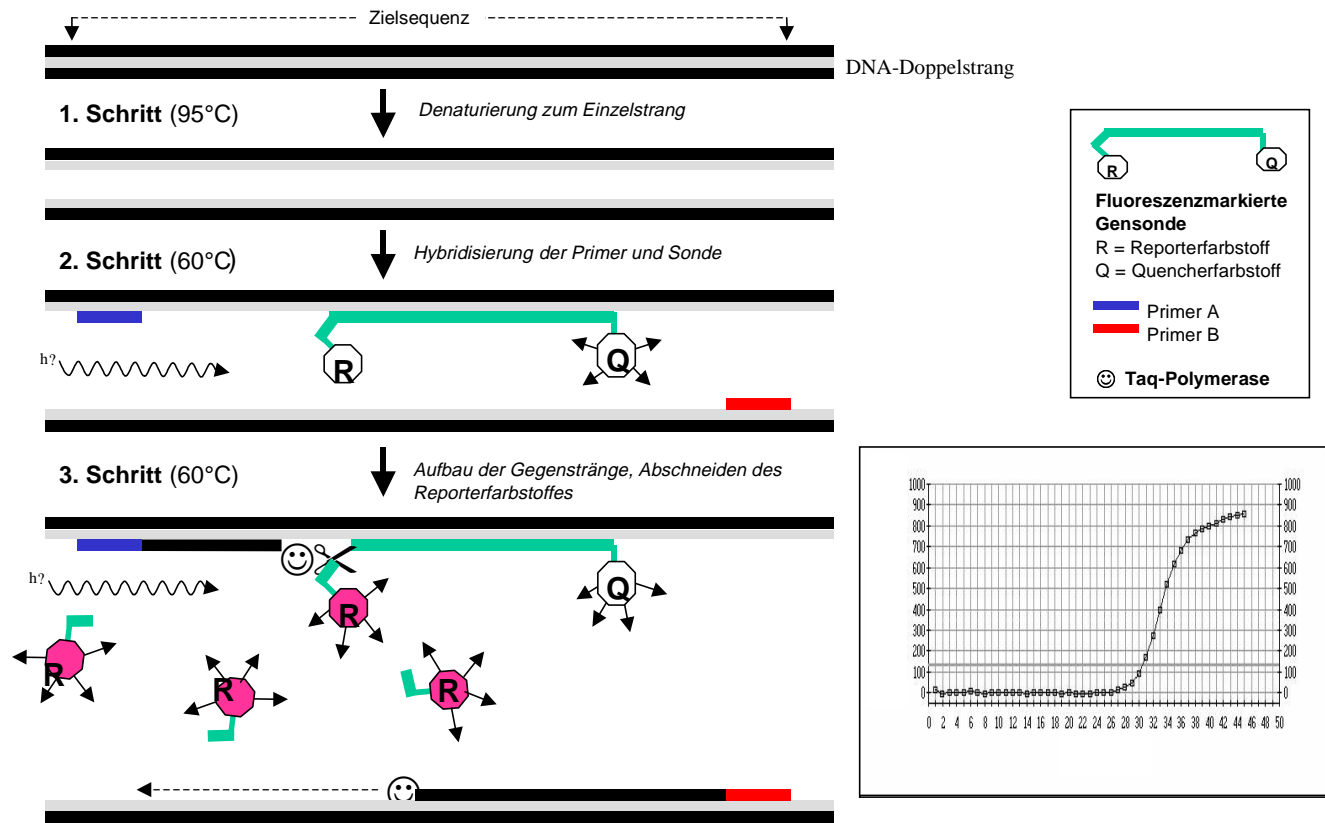 Zielsequenz
DNA-Doppelstrang
1. Schritt (95°C)
Denaturierung zum Einzelstrang
2. Schritt (60°C)
Hybridisierung der Primer und Sonde
h?
R
Q
3. Schritt (60°C)
Aufbau der Gegenstränge, Abschneiden des
Reporterfarbstoffes
h?
R
Q
R
R
R
R
Q
Fluoreszenzmarkierte
Gensonde
R = Reporterfarbstoff
Q = Quencherfarbstoff
Primer A
Primer B
Taq-Polymerase
1000 1000
900 900
800 800
700 700
600 600
500 500
400 400
300 300
200 200
100 100
0 0
0 2 4 6 8 10 12 14 16 18 20 22 24 26 28 30 32 34 36 38 40 42 44 46 48 50